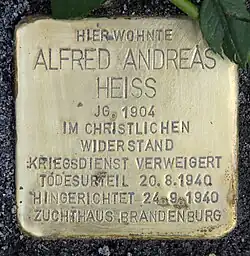 HIER WOHNTE
ALFRED ANDREAS
HEISS
JG. 1904
IM CHRISTLICHEN
WIDERSTAND
KRIEGSDIENST VERWEIGERT
TODESURTEIL 20.8.1940
HINGERICHTET 24.9.1940
ZUCHTHAUS BRANDENBURG